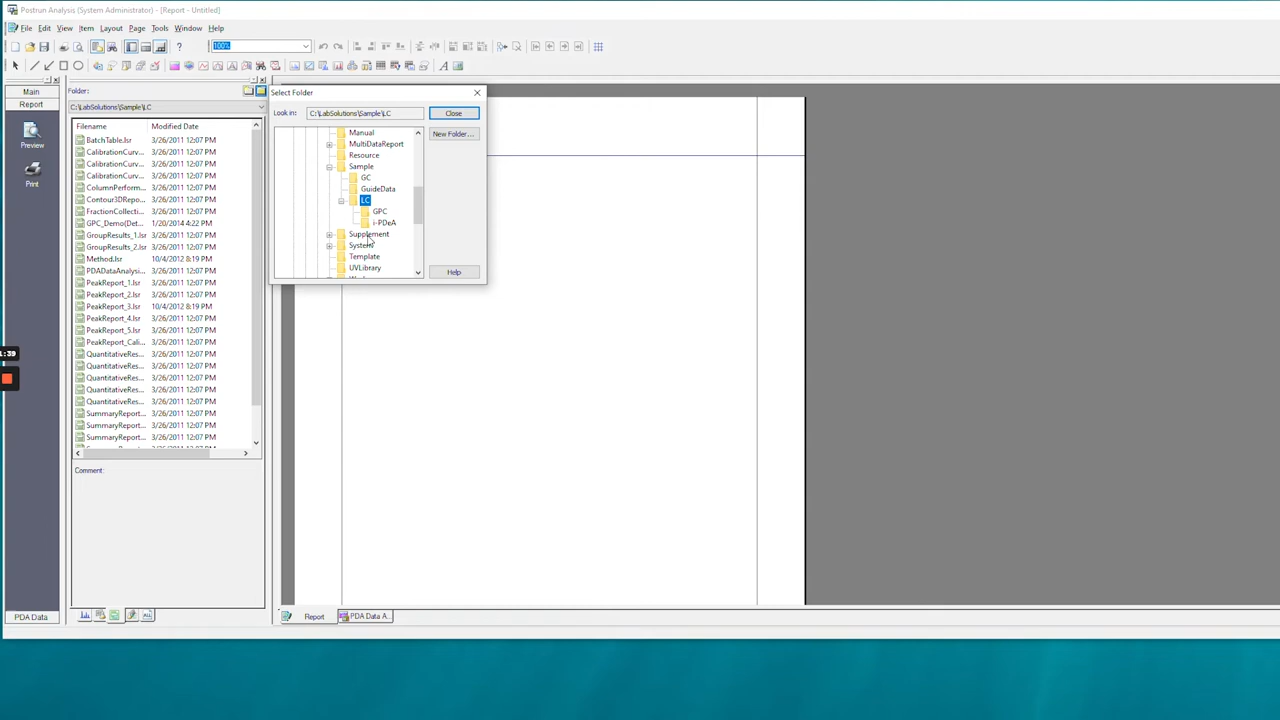 Postrun Analysis (System Administrator) - [Report - Untitled]
File Edit View Item Layout Page Tools Window Help
100%
Main
Report
Preview
Print
PDA Data
Folder:
C:\LabSolutions\Sample\LC
Filename Modified Date
BatchTable.lsr 3/26/2011 12:07 PM
CalibrationCurv... 3/26/2011 12:07 PM
CalibrationCurv... 3/26/2011 12:07 PM
CalibrationCurv... 3/26/2011 12:07 PM
ColumnPerform... 3/26/2011 12:07 PM
Contour3DRepo... 3/26/2011 12:07 PM
FractionCollecti... 3/26/2011 12:07 PM
GPC_Demo(Det... 1/20/2014 4:22 PM
GroupResults_1.lsr 3/26/2011 12:07 PM
GroupResults_2.lsr 3/26/2011 12:07 PM
Method.lsr 10/4/2012 8:19 PM
PDADataAnalysi... 3/26/2011 12:07 PM
PeakReport_1.lsr 3/26/2011 12:07 PM
PeakReport_2.lsr 3/26/2011 12:07 PM
PeakReport_3.lsr 10/4/2012 8:19 PM
PeakReport_4.lsr 3/26/2011 12:07 PM
PeakReport_5.lsr 3/26/2011 12:07 PM
PeakReport_Cali... 3/26/2011 12:07 PM
QuantitativeRes... 3/26/2011 12:07 PM
QuantitativeRes... 3/26/2011 12:07 PM
QuantitativeRes... 3/26/2011 12:07 PM
QuantitativeRes... 3/26/2011 12:07 PM
QuantitativeRes... 3/26/2011 12:07 PM
SummaryReport... 3/26/2011 12:07 PM
SummaryReport... 3/26/2011 12:07 PM
SummaryReport... 3/26/2011 12:07 PM
Comment:
Select Folder
Look in: C:\LabSolutions\Sample\LC Close
New Folder...
Help
Manual
MultiDataReport
Resource
Sample
GC
GuideData
LC
GPC
i-PDeA
Supplement
System
Template
UVLibrary
1:39
Report PDA Data A..